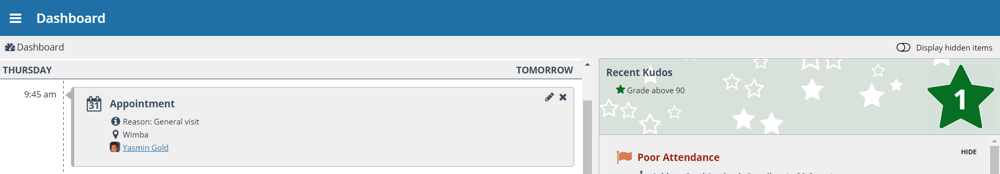 Dashboard
Dashboard
Display hidden items
THURSDAY
TOMORROW
9:45 am
31
Appointment
Reason: General visit
Wimba
Yasmin Gold
Recent Kudos
Grade above 90
1
Poor Attendance
HIDE